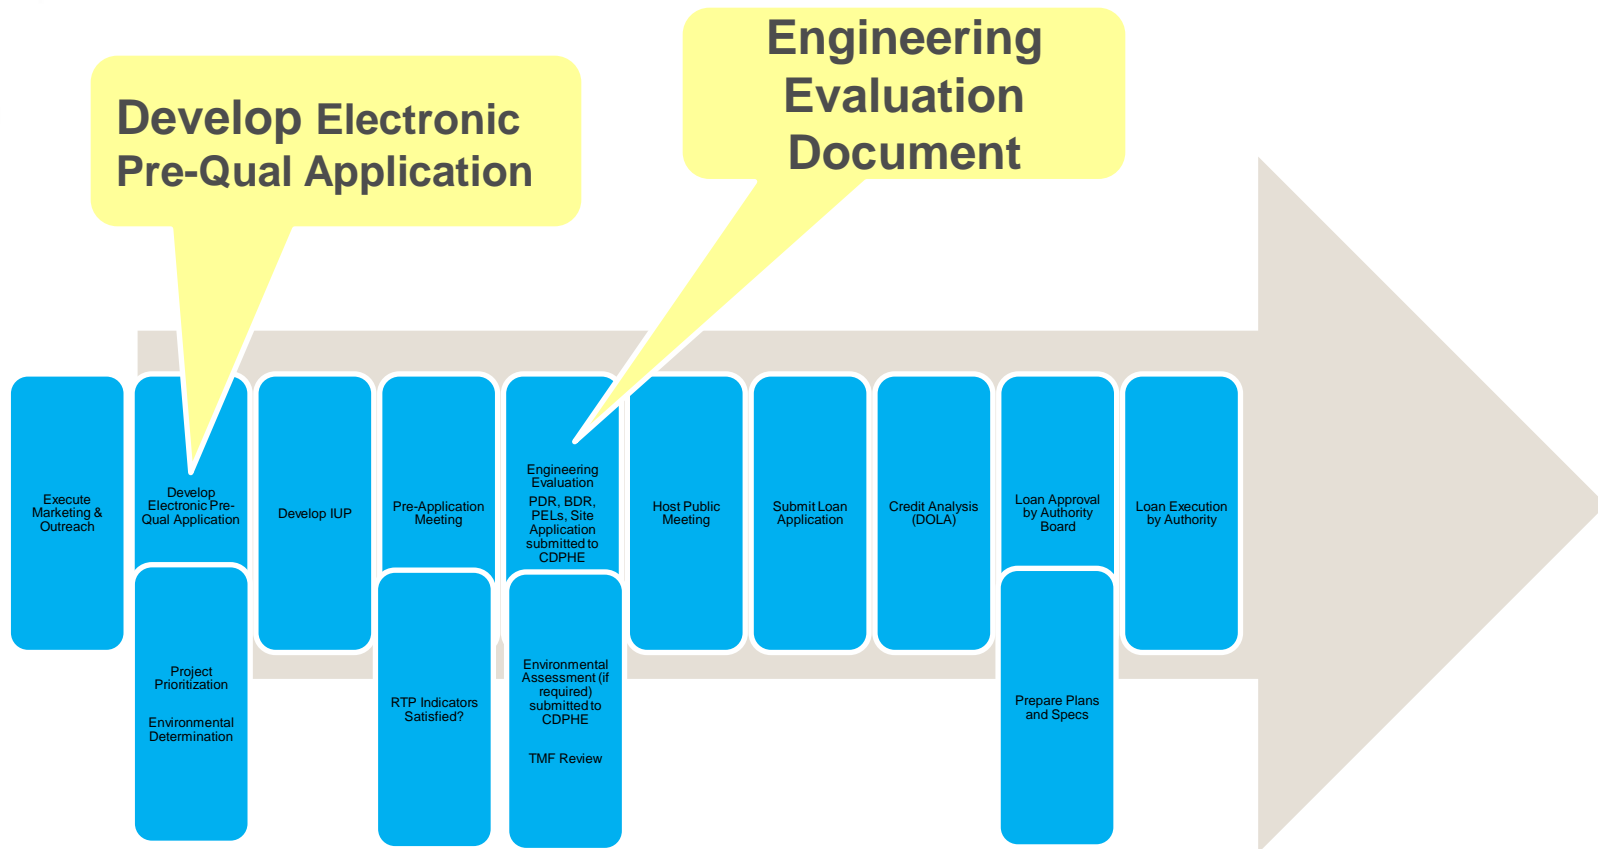 Develop Electronic
Pre-Qual Application
Engineering
Evaluation
Document
Execute
Marketing &
Outreach
Develop
Electronic Pre-
Qual Application
Develop IUP
Pre-Application
Meeting
Engineering
Evaluation
PDR, BDR,
PELs, Site
Application
submitted to
CDPHE
Host Public
Meeting
Submit Loan
Application
Credit Analysis
(DOLA)
Loan Approval
by Authority
Board
Loan Execution
by Authority
Project
Prioritization
Environmental
Determination
RTP Indicators
Satisfied?
Environmental
Assessment (if
required)
submitted to
CDPHE
TMF Review
Prepare Plans
and Specs